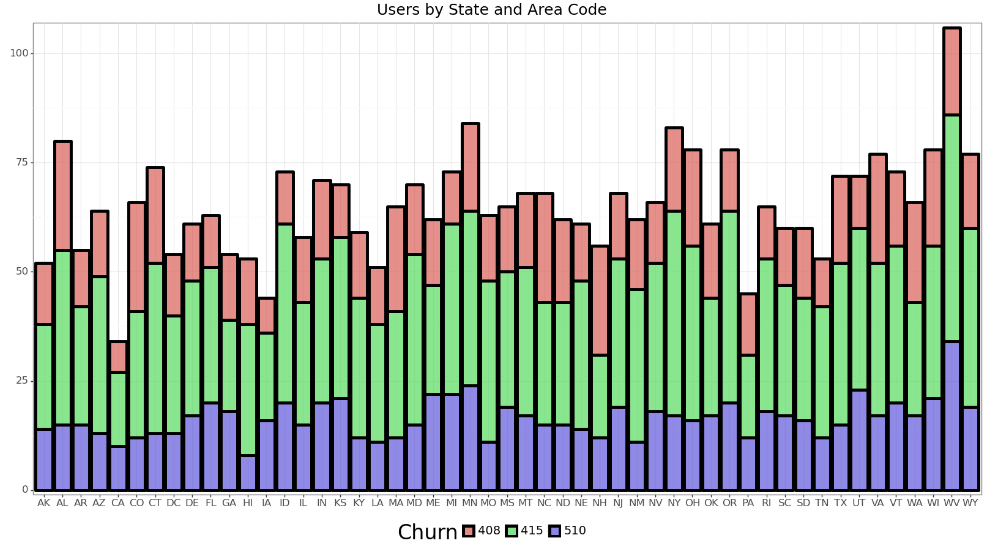 Users by State and Area Code
100
75
50
25
0
AK AL AR AZ CA CO CT DC DE FL GA HI IA ID IL IN KS KY LA MA MD ME MI MN MO MS MT NC ND NE NH NJ NM NV NY OH OK OR PA RI SC SD TN TX UT VA VT WA WI WV WY
Churn 408 415 510